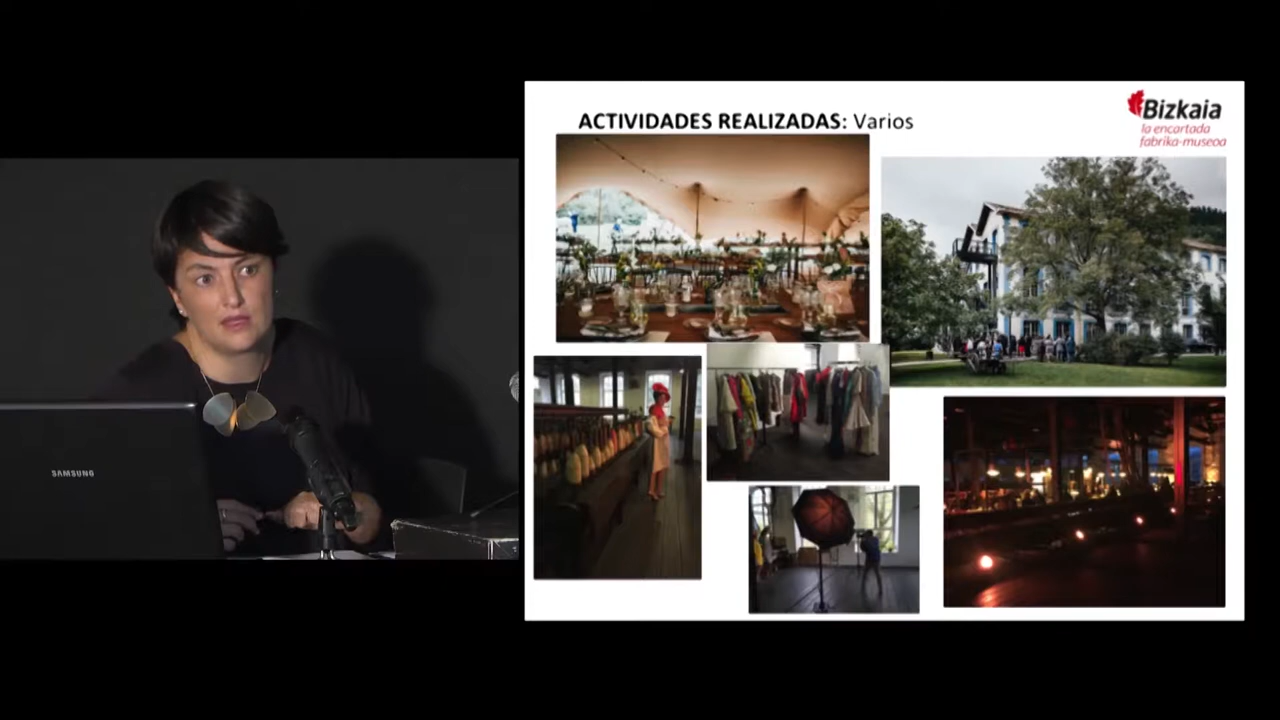 SAMSUNG
ACTIVIDADES REALIZADAS: Varios
Bizkaia
la encartada
fabrika-museoa